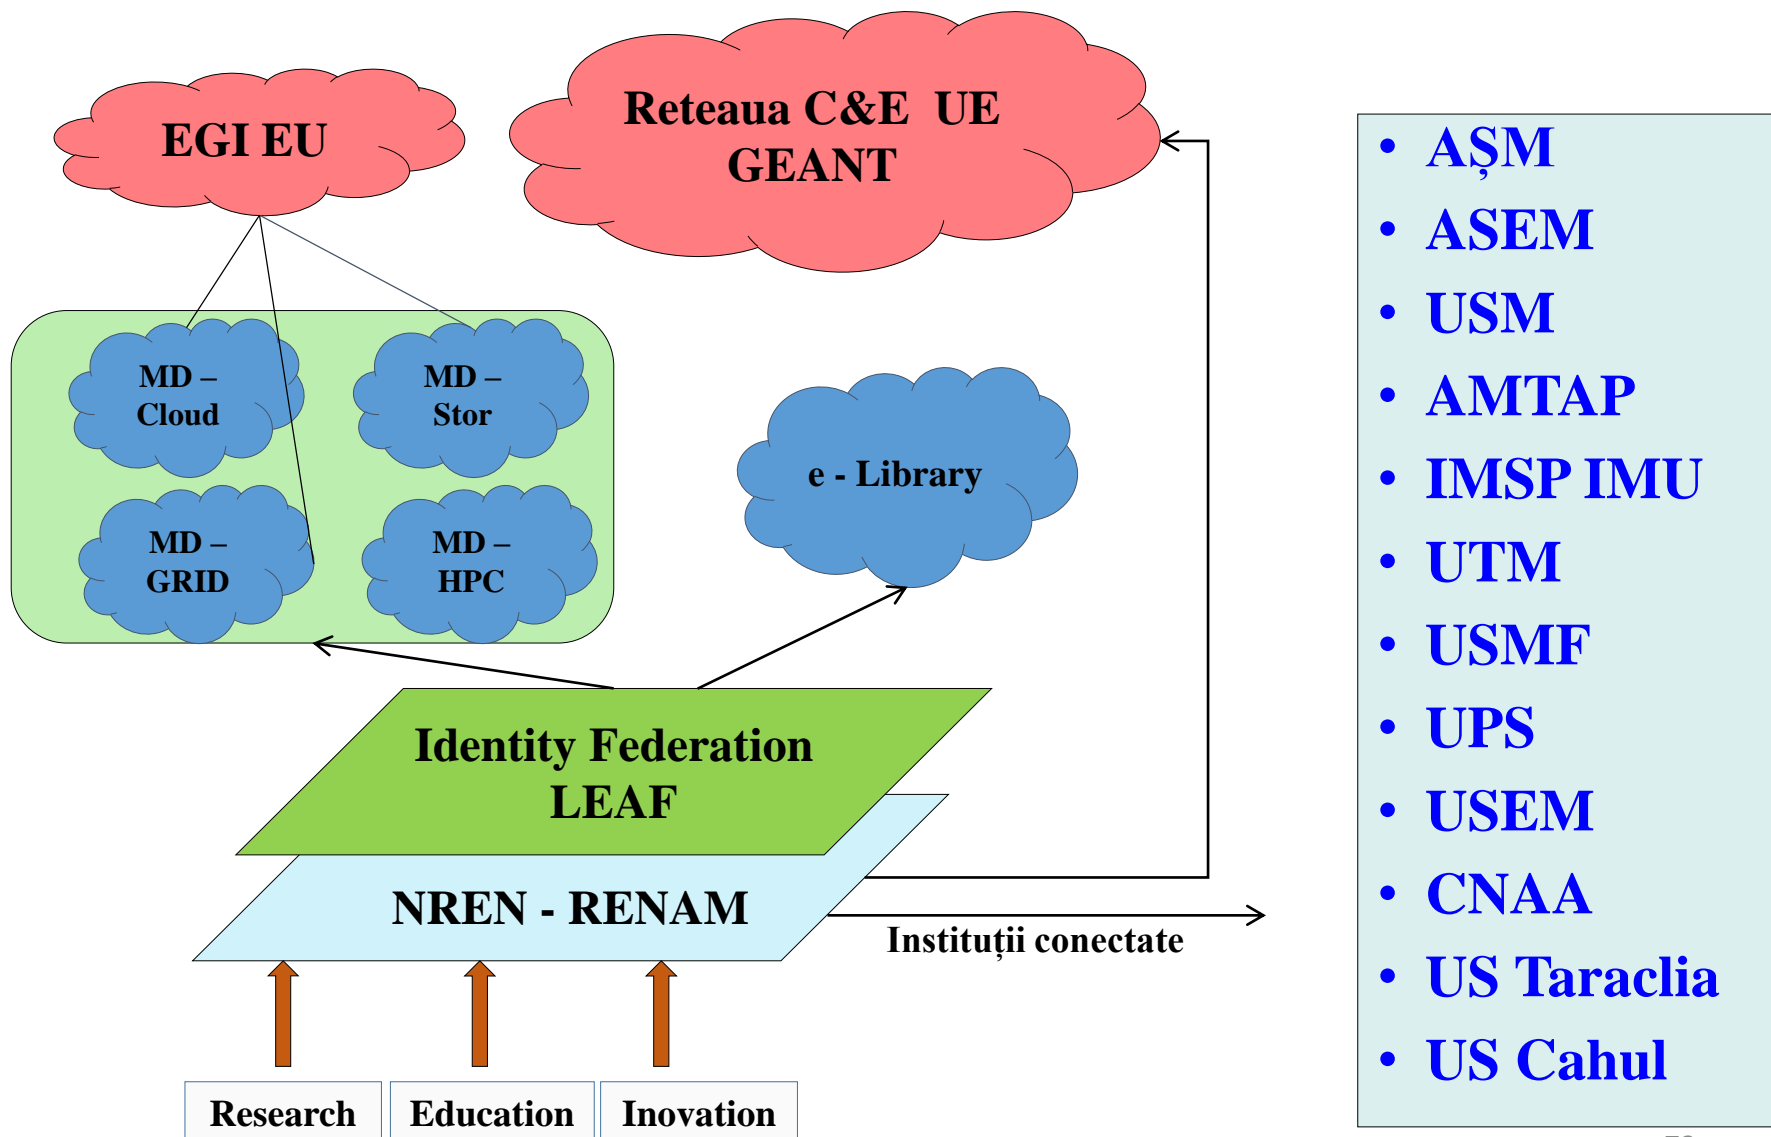 EGI EU
Reteaua C&E UE
GEANT
MD –
Cloud
MD –
Stor
MD –
GRID
MD –
HPC
e - Library
Identity Federation
LEAF
NREN - RENAM
Instituții conectate
Research
Education
Inovation
• AȘM
• ASEM
• USM
• AMTAP
• IMSP IMU
• UTM
• USMF
• UPS
• USEM
• CNAA
• US Taraclia
• US Cahul